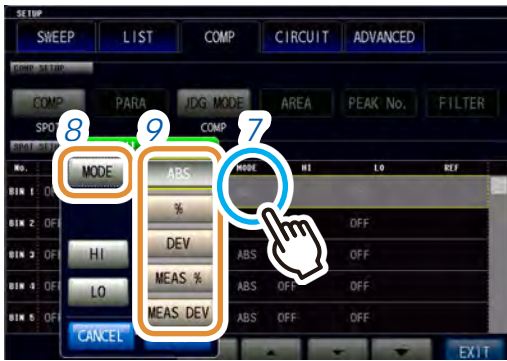 SETUP
SWEEP LIST COMP CIRCUIT ADVANCED
COMP SETUP
COMP PARA JDG MODE AREA PEAK No. FILTER
SPOT COMP
8 9 7
SPOT SETUP
No. MODE HI LO REF
MODE ABS
BIN 1 OFF
%
BIN 2 OFF OFF
DEV
BIN 3 OFF HI ABS OFF
MEAS %
BIN 4 OFF LO ABS OFF OFF
MEAS DEV
BIN 5 OFF ABS OFF OFF
CANCEL EXIT